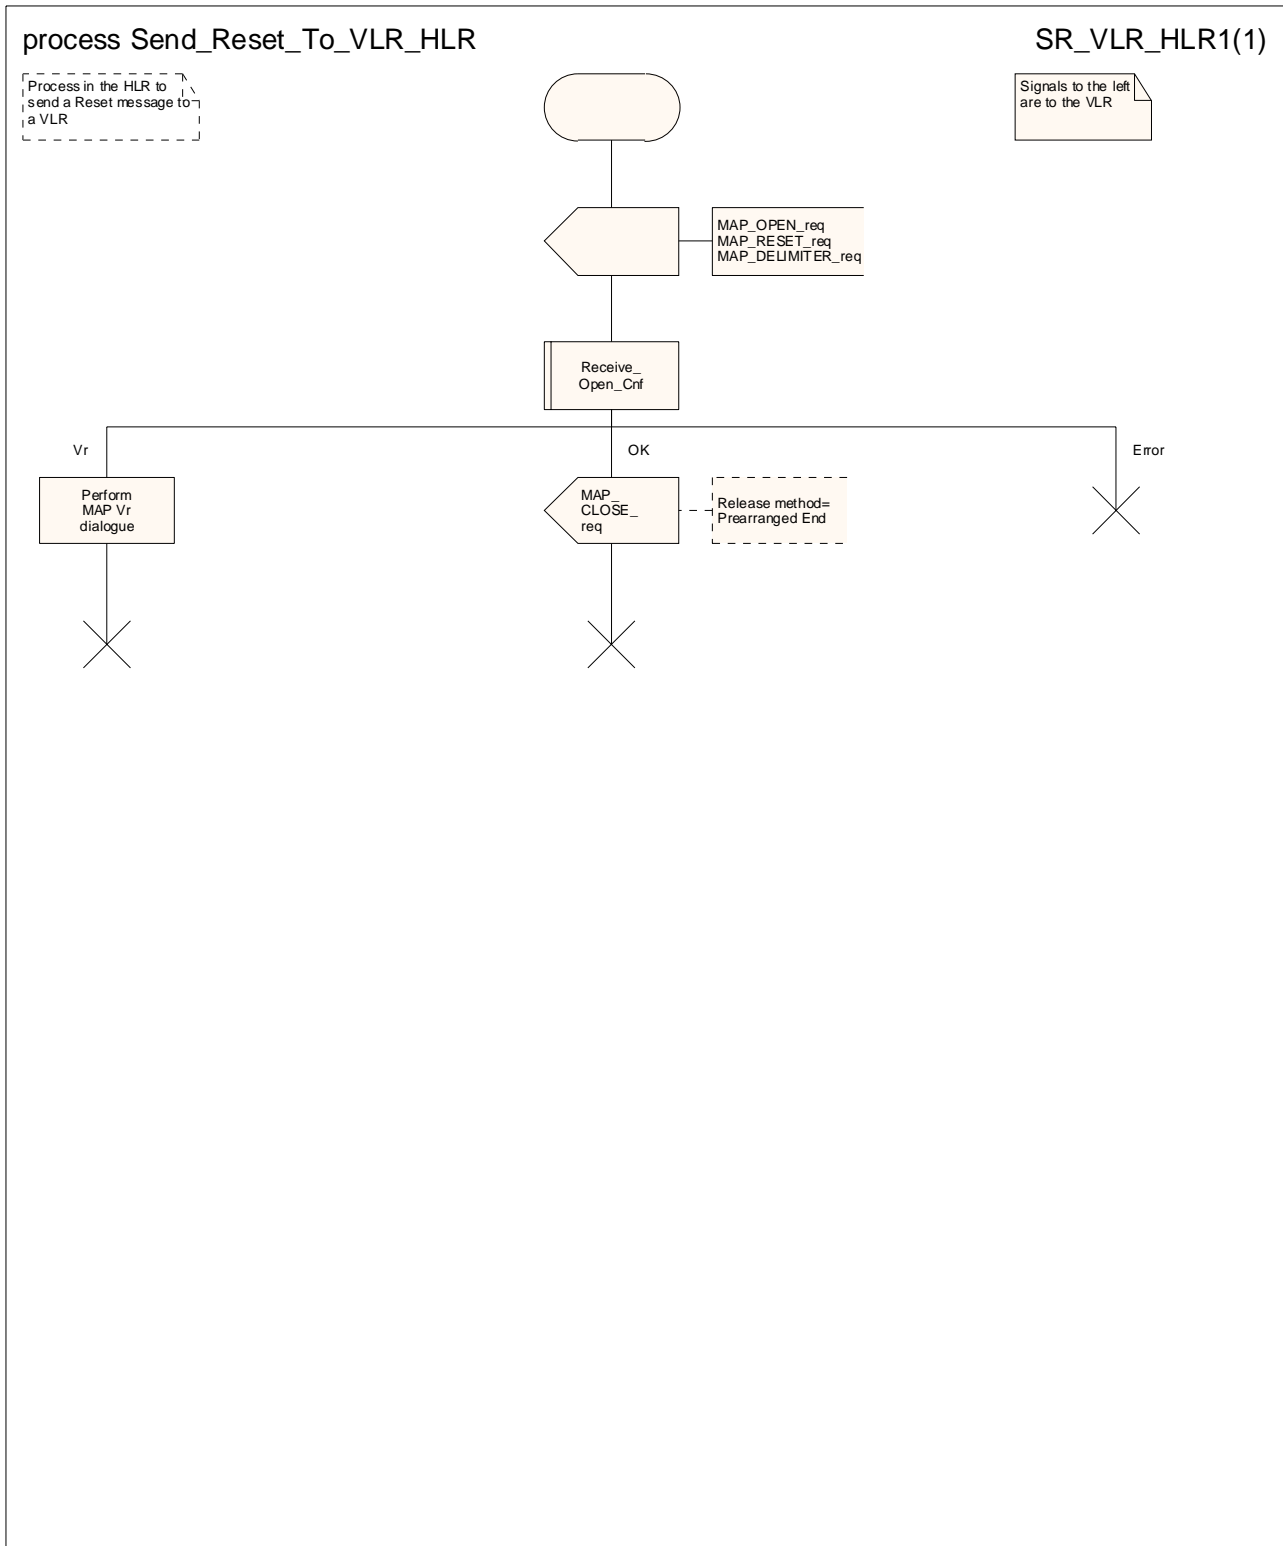 process Send_Reset_To_VLR_HLR
SR_VLR_HLR1(1)
Process in the HLR to
send a Reset message to
a VLR
Signals to the left
are to the VLR
MAP_OPEN_req
MAP_RESET_req
MAP_DELIMITER_req
Receive_
Open_Cnf
Vr
OK
Error
Perform
MAP Vr
dialogue
MAP_
CLOSE_
req
Release method=
Prearranged End